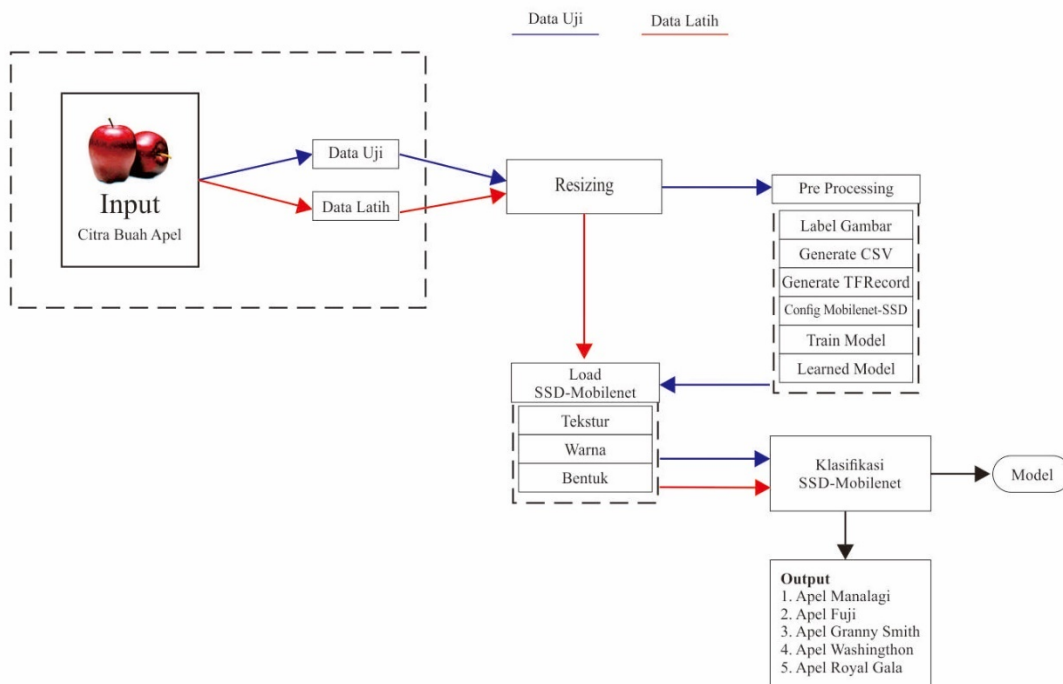 Data Uji
Data Latih
Input
Citra Buah Apel
Data Uji
Data Latih
Resizing
Pre Processing
Label Gambar
Generate CSV
Generate TFRecord
Config Mobilenet-SSD
Train Model
Learned Model
Load
SSD-Mobilenet
Tekstur
Warna
Bentuk
Klasifikasi
SSD-Mobilenet
Model
Output
1. Apel Manalagi
2. Apel Fuji
3. Apel Granny Smith
4. Apel Washingthon
5. Apel Royal Gala